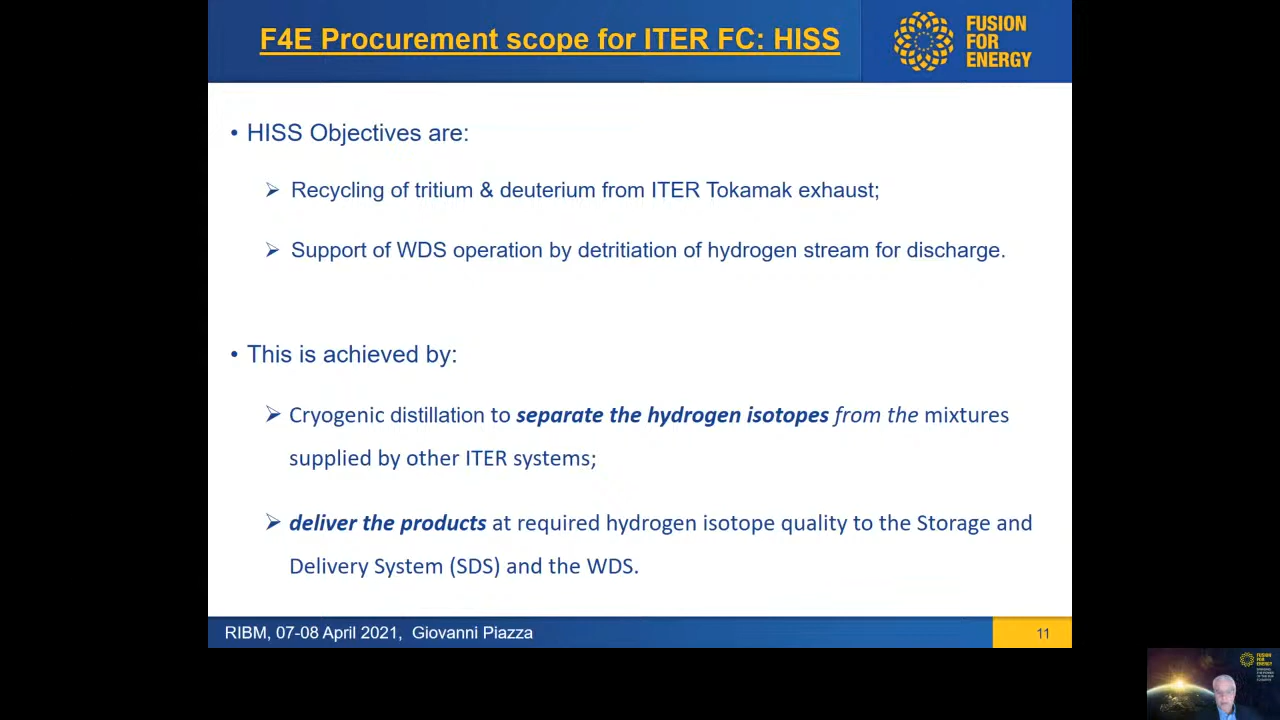 F4E Procurement scope for ITER FC: HISS
FUSION
FOR
ENERGY
• HISS Objectives are:
➢ Recycling of tritium & deuterium from ITER Tokamak exhaust;
➢ Support of WDS operation by detritiation of hydrogen stream for discharge.
• This is achieved by:
➢ Cryogenic distillation to separate the hydrogen isotopes from the mixtures
supplied by other ITER systems;
➢ deliver the products at required hydrogen isotope quality to the Storage and
Delivery System (SDS) and the WDS.
RIBM, 07-08 April 2021, Giovanni Piazza
11
FUSION
FOR
ENERGY